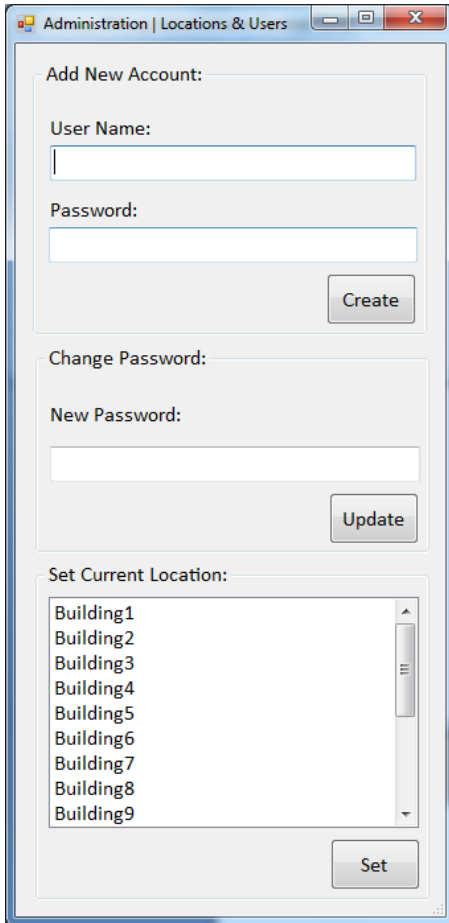 Administration | Locations & Users
Add New Account:
User Name:
Password:
Create
Change Password:
New Password:
Update
Set Current Location:
Building1
Building2
Building3
Building4
Building5
Building6
Building7
Building8
Building9
Set